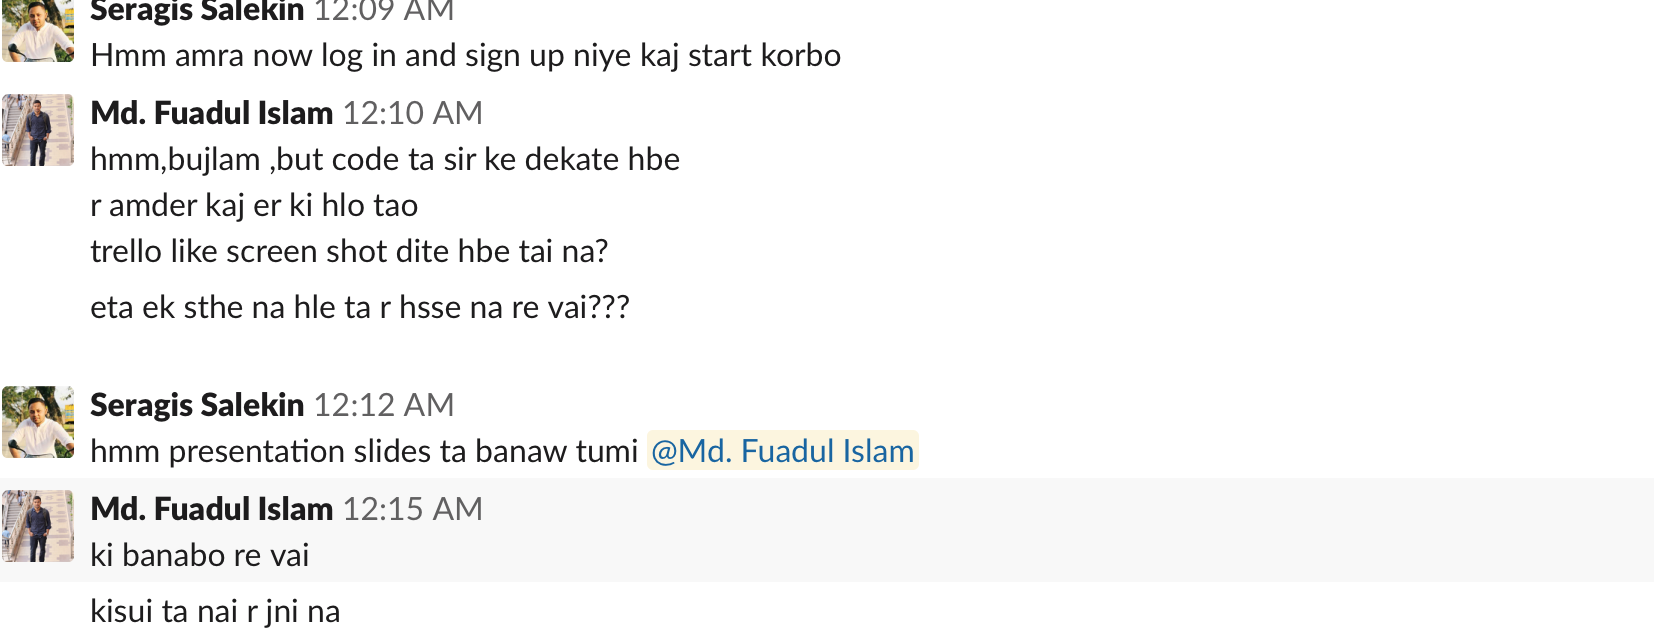 Seragis Salekin 12:09 AM
Hmm amra now log in and sign up niye kaj start korbo
Md. Fuadul Islam 12:10 AM
hmm,bujlam ,but code ta sir ke dekate hbe
r amder kaj er ki hlo tao
trello like screen shot dite hbe tai na?
eta ek sthe na hle ta r hsse na re vai???
Seragis Salekin 12:12 AM
hmm presentation slides ta banaw tumi @Md. Fuadul Islam
Md. Fuadul Islam 12:15 AM
ki banabo re vai
kisui ta nai r jni na